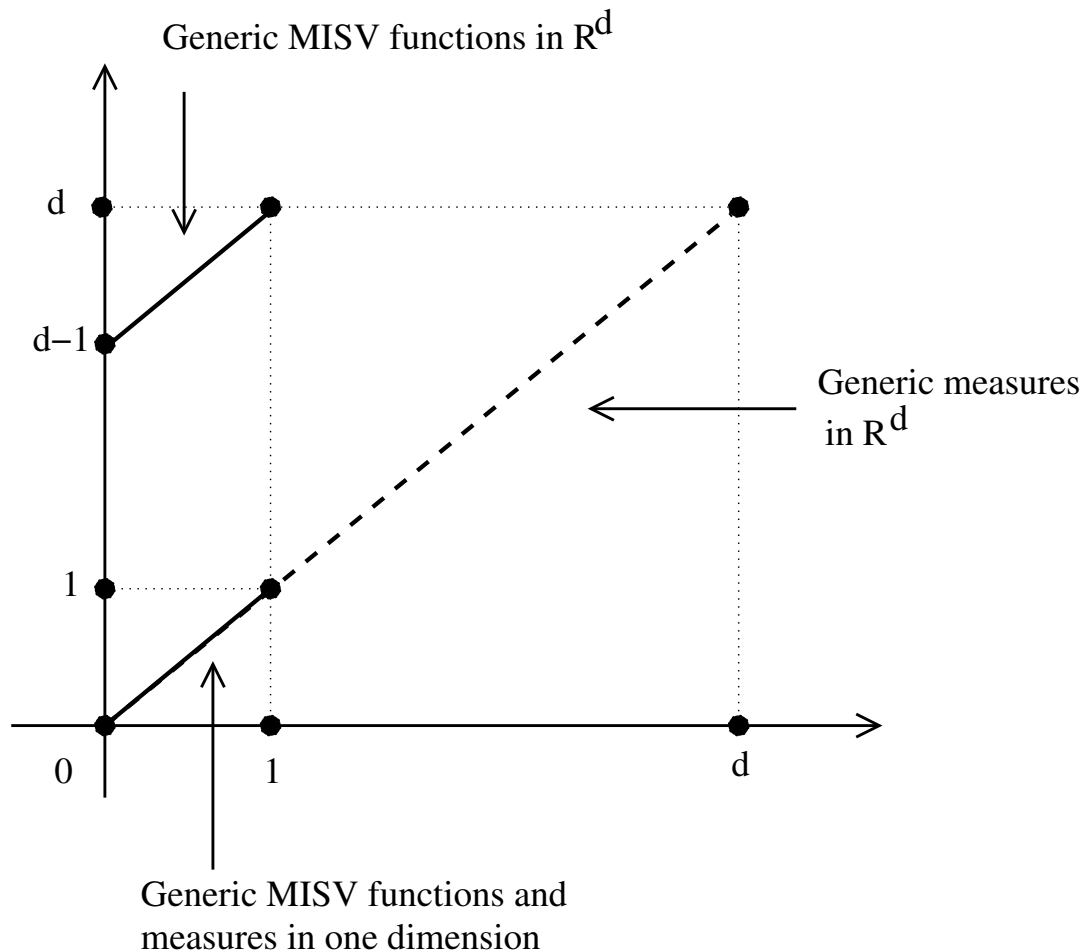 Generic MISV functions in R^d
d
d−1
Generic measures
in R^d
1
0
1
d
Generic MISV functions and
measures in one dimension